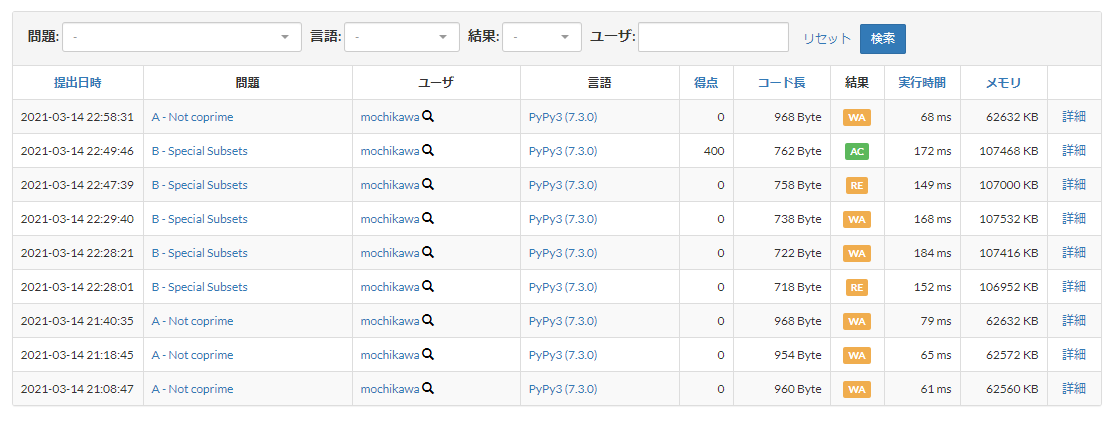 問題: - 言語: - 結果: - ユーザ: リセット 検索
提出日時 問題 ユーザ 言語 得点 コード長 結果 実行時間 メモリ
2021-03-14 22:58:31 A - Not coprime mochikawa PyPy3 (7.3.0) 0 968 Byte WA 68 ms 62632 KB 詳細
2021-03-14 22:49:46 B - Special Subsets mochikawa PyPy3 (7.3.0) 400 762 Byte AC 172 ms 107468 KB 詳細
2021-03-14 22:47:39 B - Special Subsets mochikawa PyPy3 (7.3.0) 0 758 Byte RE 149 ms 107000 KB 詳細
2021-03-14 22:29:40 B - Special Subsets mochikawa PyPy3 (7.3.0) 0 738 Byte WA 168 ms 107532 KB 詳細
2021-03-14 22:28:21 B - Special Subsets mochikawa PyPy3 (7.3.0) 0 722 Byte WA 184 ms 107416 KB 詳細
2021-03-14 22:28:01 B - Special Subsets mochikawa PyPy3 (7.3.0) 0 718 Byte RE 152 ms 106952 KB 詳細
2021-03-14 21:40:35 A - Not coprime mochikawa PyPy3 (7.3.0) 0 968 Byte WA 79 ms 62632 KB 詳細
2021-03-14 21:18:45 A - Not coprime mochikawa PyPy3 (7.3.0) 0 954 Byte WA 65 ms 62572 KB 詳細
2021-03-14 21:08:47 A - Not coprime mochikawa PyPy3 (7.3.0) 0 960 Byte WA 61 ms 62560 KB 詳細